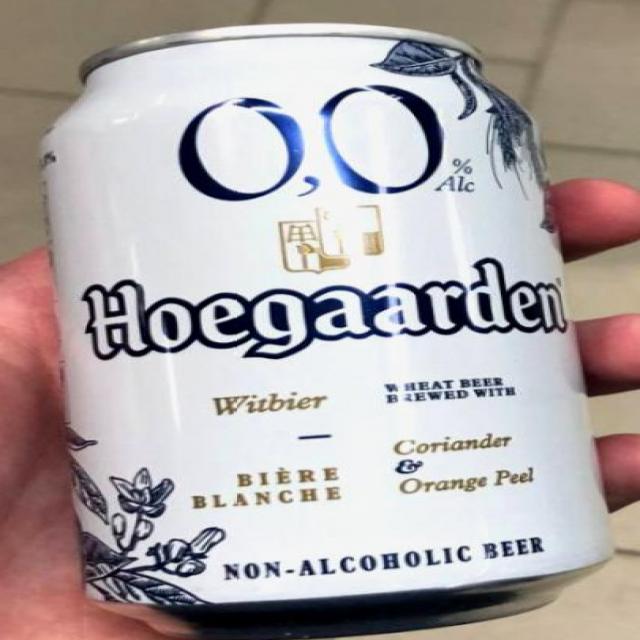 0,0
% Alc
Hoegaarden
Witbier
—
BIÈRE
BLANCHE
WHEAT BEER
BREWED WITH
Coriander
&
Orange Peel
NON-ALCOHOLIC BEER